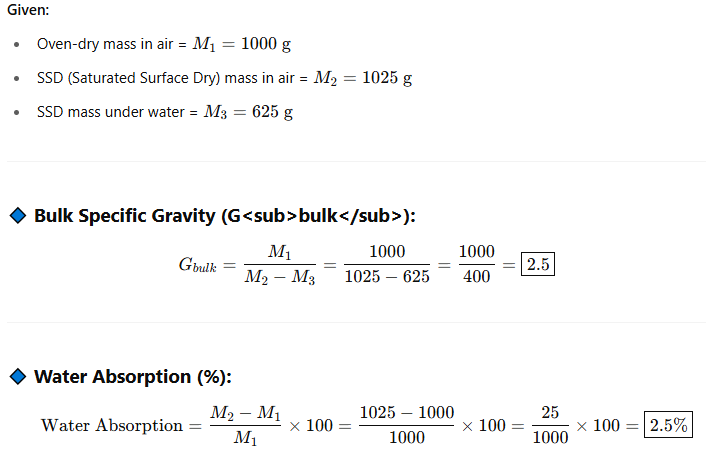 Given:
• Oven-dry mass in air = M₁ = 1000 g
• SSD (Saturated Surface Dry) mass in air = M₂ = 1025 g
• SSD mass under water = M₃ = 625 g
🔷 Bulk Specific Gravity (G<sub>bulk</sub>):
G_bulk = M₁ / (M₂ − M₃) = 1000 / (1025 − 625) = 1000 / 400 = 2.5
🔷 Water Absorption (%):
Water Absorption = (M₂ − M₁) / M₁ × 100 = (1025 − 1000) / 1000 × 100 = 25 / 1000 × 100 = 2.5%